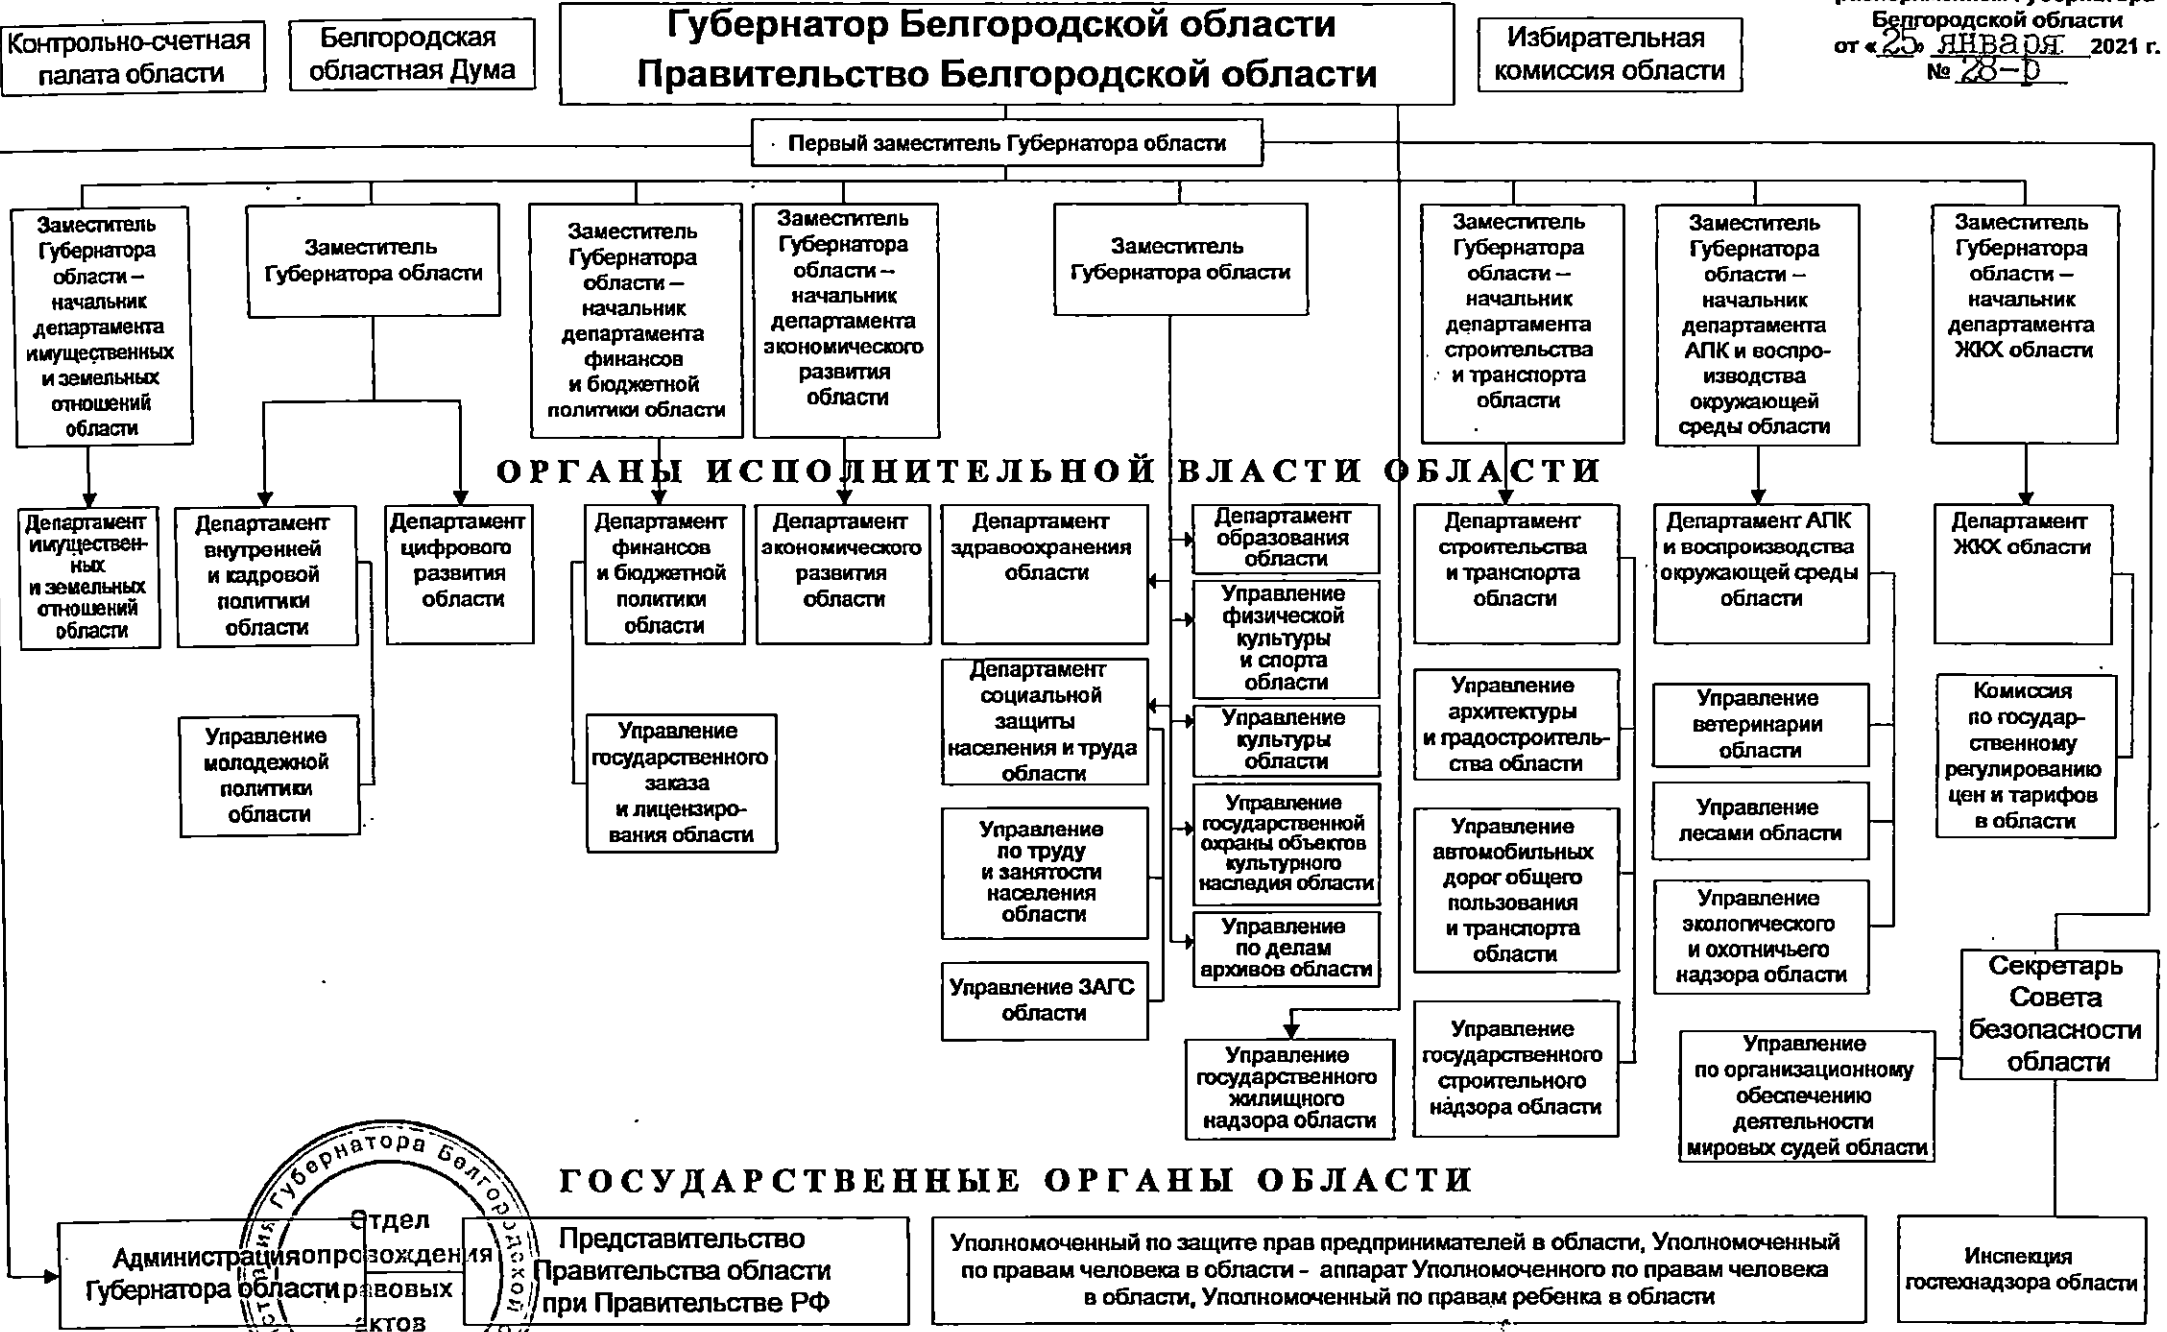 Контрольно-счетная
палата области
Белгородская
областная Дума
Губернатор Белгородской области
Правительство Белгородской области
Избирательная
комиссия области
Белгородской области
от «25» января 2021 г.
№ 28-р
Первый заместитель Губернатора области
Заместитель
Губернатора
области –
начальник
департамента
имущественных
и земельных
отношений
области
Заместитель
Губернатора области
Заместитель
Губернатора
области –
начальник
департамента
финансов
и бюджетной
политики области
Заместитель
Губернатора
области –
начальник
департамента
экономического
развития
области
Заместитель
Губернатора области
Заместитель
Губернатора
области –
начальник
департамента
строительства
и транспорта
области
Заместитель
Губернатора
области –
начальник
департамента
АПК и воспро-
изводства
окружающей
среды области
Заместитель
Губернатора
области –
начальник
департамента
ЖКХ области
ОРГАНЫ ИСПОЛНИТЕЛЬНОЙ ВЛАСТИ ОБЛАСТИ
Департамент
имуществен-
ных
и земельных
отношений
области
Департамент
внутренней
и кадровой
политики
области
Департамент
цифрового
развития
области
Департамент
финансов
и бюджетной
политики
области
Департамент
экономического
развития
области
Департамент
здравоохранения
области
Департамент
образования
области
Департамент
строительства
и транспорта
области
Департамент АПК
и воспроизводства
окружающей среды
области
Департамент
ЖКХ области
Управление
физической
культуры
и спорта
области
Департамент
социальной
защиты
населения и труда
области
Управление
культуры
области
Управление
молодежной
политики
области
Управление
государственного
заказа
и лицензиро-
вания области
Управление
по труду
и занятости
населения
области
Управление
государственной
охраны объектов
культурного
наследия области
Управление
по делам
архивов области
Управление ЗАГС
области
Управление
государственного
жилищного
надзора области
Управление
архитектуры
и градостроитель-
ства области
Управление
автомобильных
дорог общего
пользования
и транспорта
области
Управление
государственного
строительного
надзора области
Управление
ветеринарии
области
Управление
лесами области
Управление
экологического
и охотничьего
надзора области
Комиссия
по государ-
ственному
регулированию
цен и тарифов
в области
Секретарь
Совета
безопасности
области
Управление
по организационному
обеспечению
деятельности
мировых судей области
ГОСУДАРСТВЕННЫЕ ОРГАНЫ ОБЛАСТИ
Администрация
Губернатора области
Губернатора Белгородской
Отдел
Представительство
Правительства области
при Правительстве РФ
Уполномоченный по защите прав предпринимателей в области, Уполномоченный
по правам человека в области - аппарат Уполномоченного по правам человека
в области, Уполномоченный по правам ребенка в области
Инспекция
гостехнадзора области